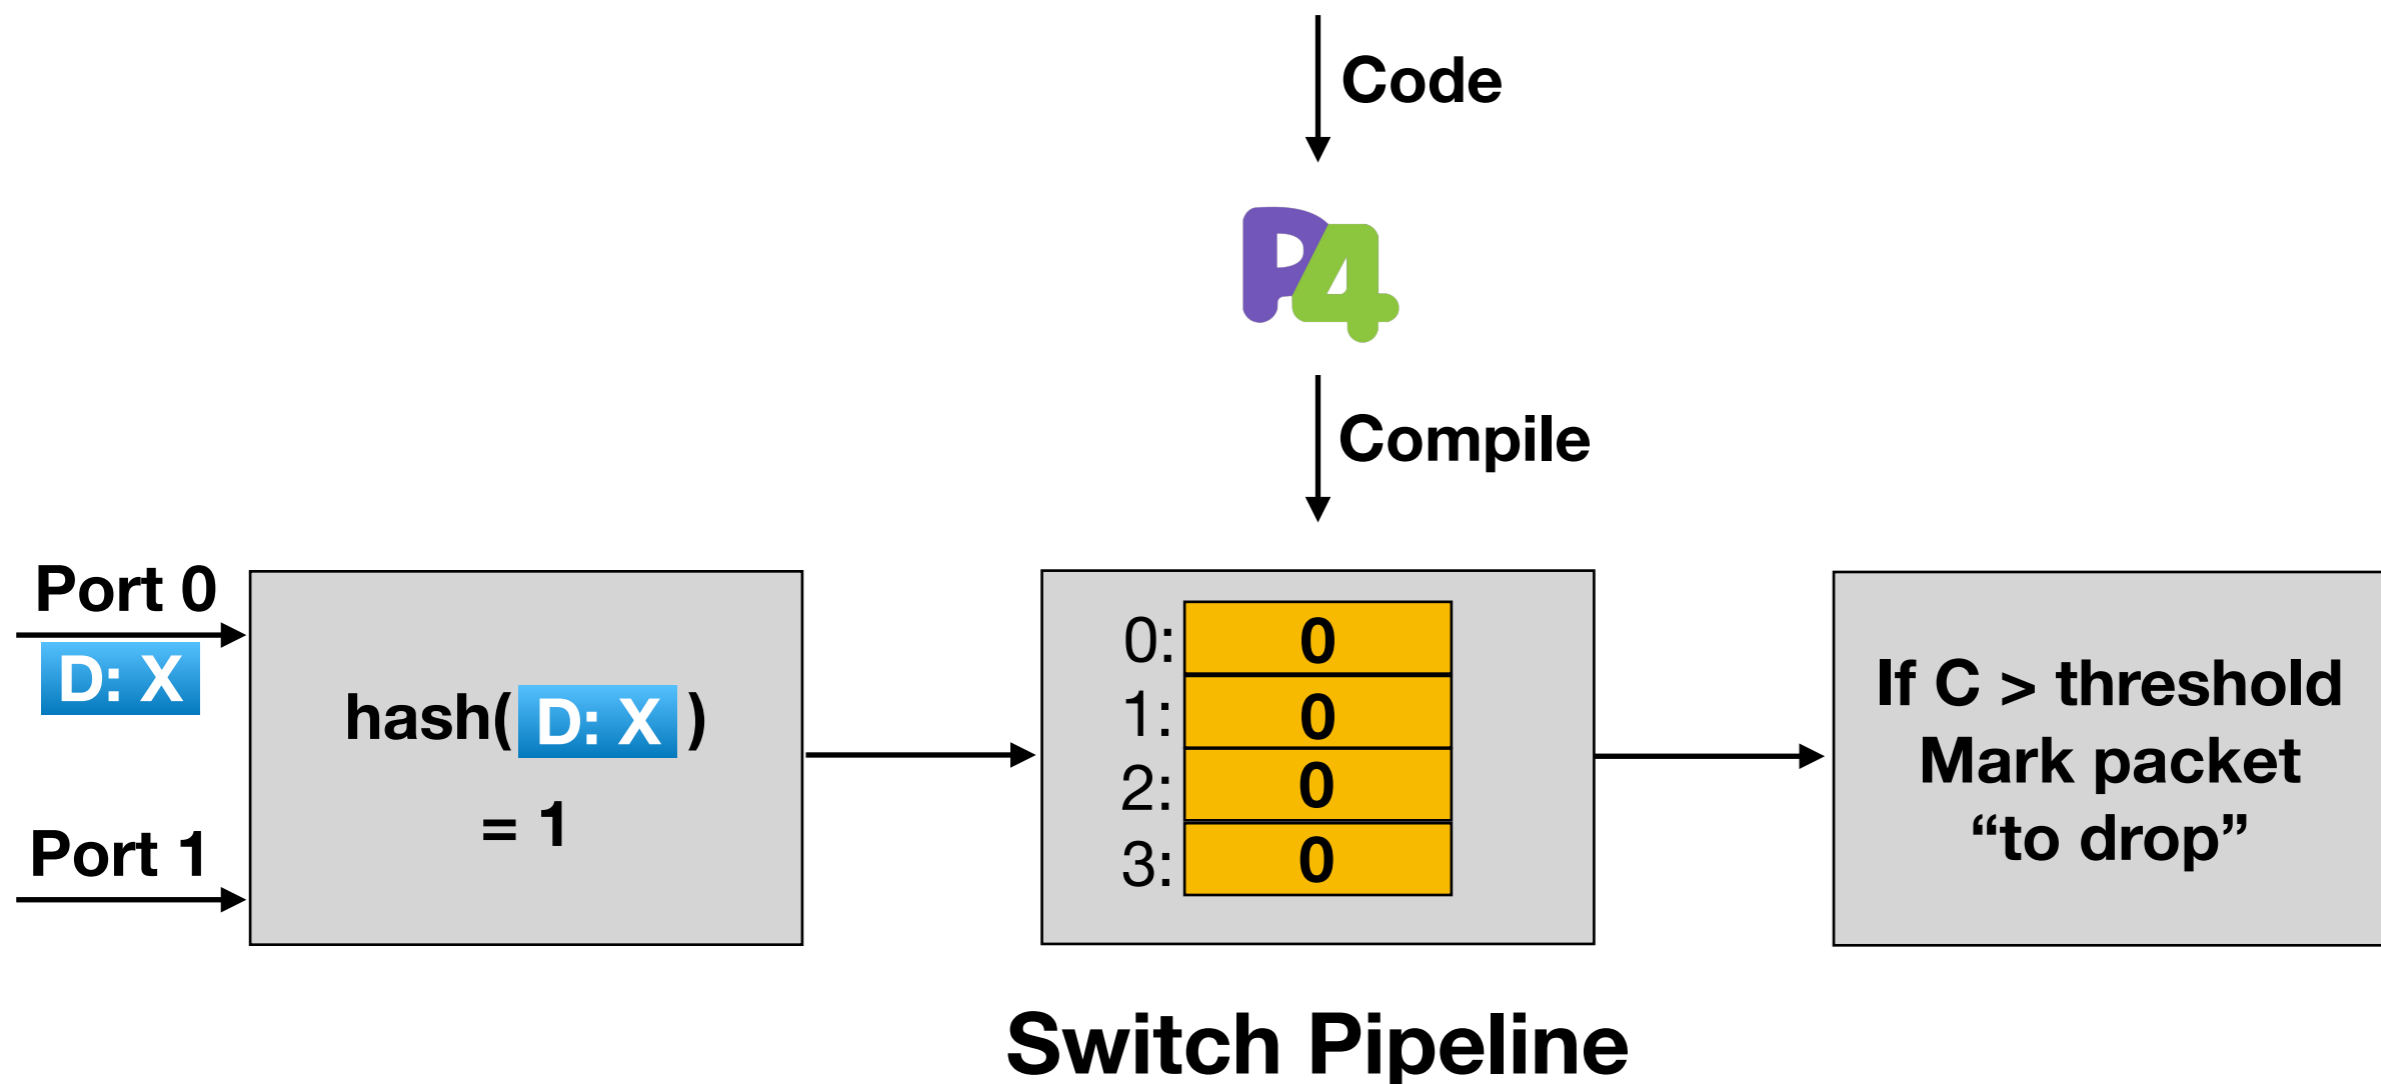 Code
P4
Compile
Port 0
D: X
Port 1
hash( D: X )
= 1
0: 0
1: 0
2: 0
3: 0
If C > threshold
Mark packet
“to drop”
Switch Pipeline